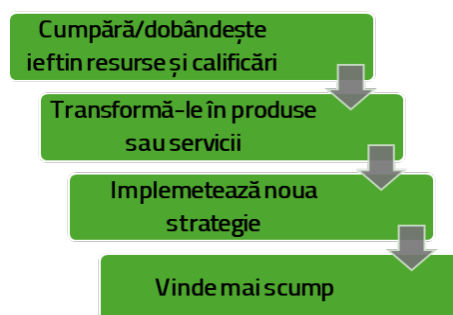 Cumpără/dobândește
ieftin resurse și calificări
Transformă-le în produse
sau servicii
Implemetează noua
strategie
Vinde mai scump